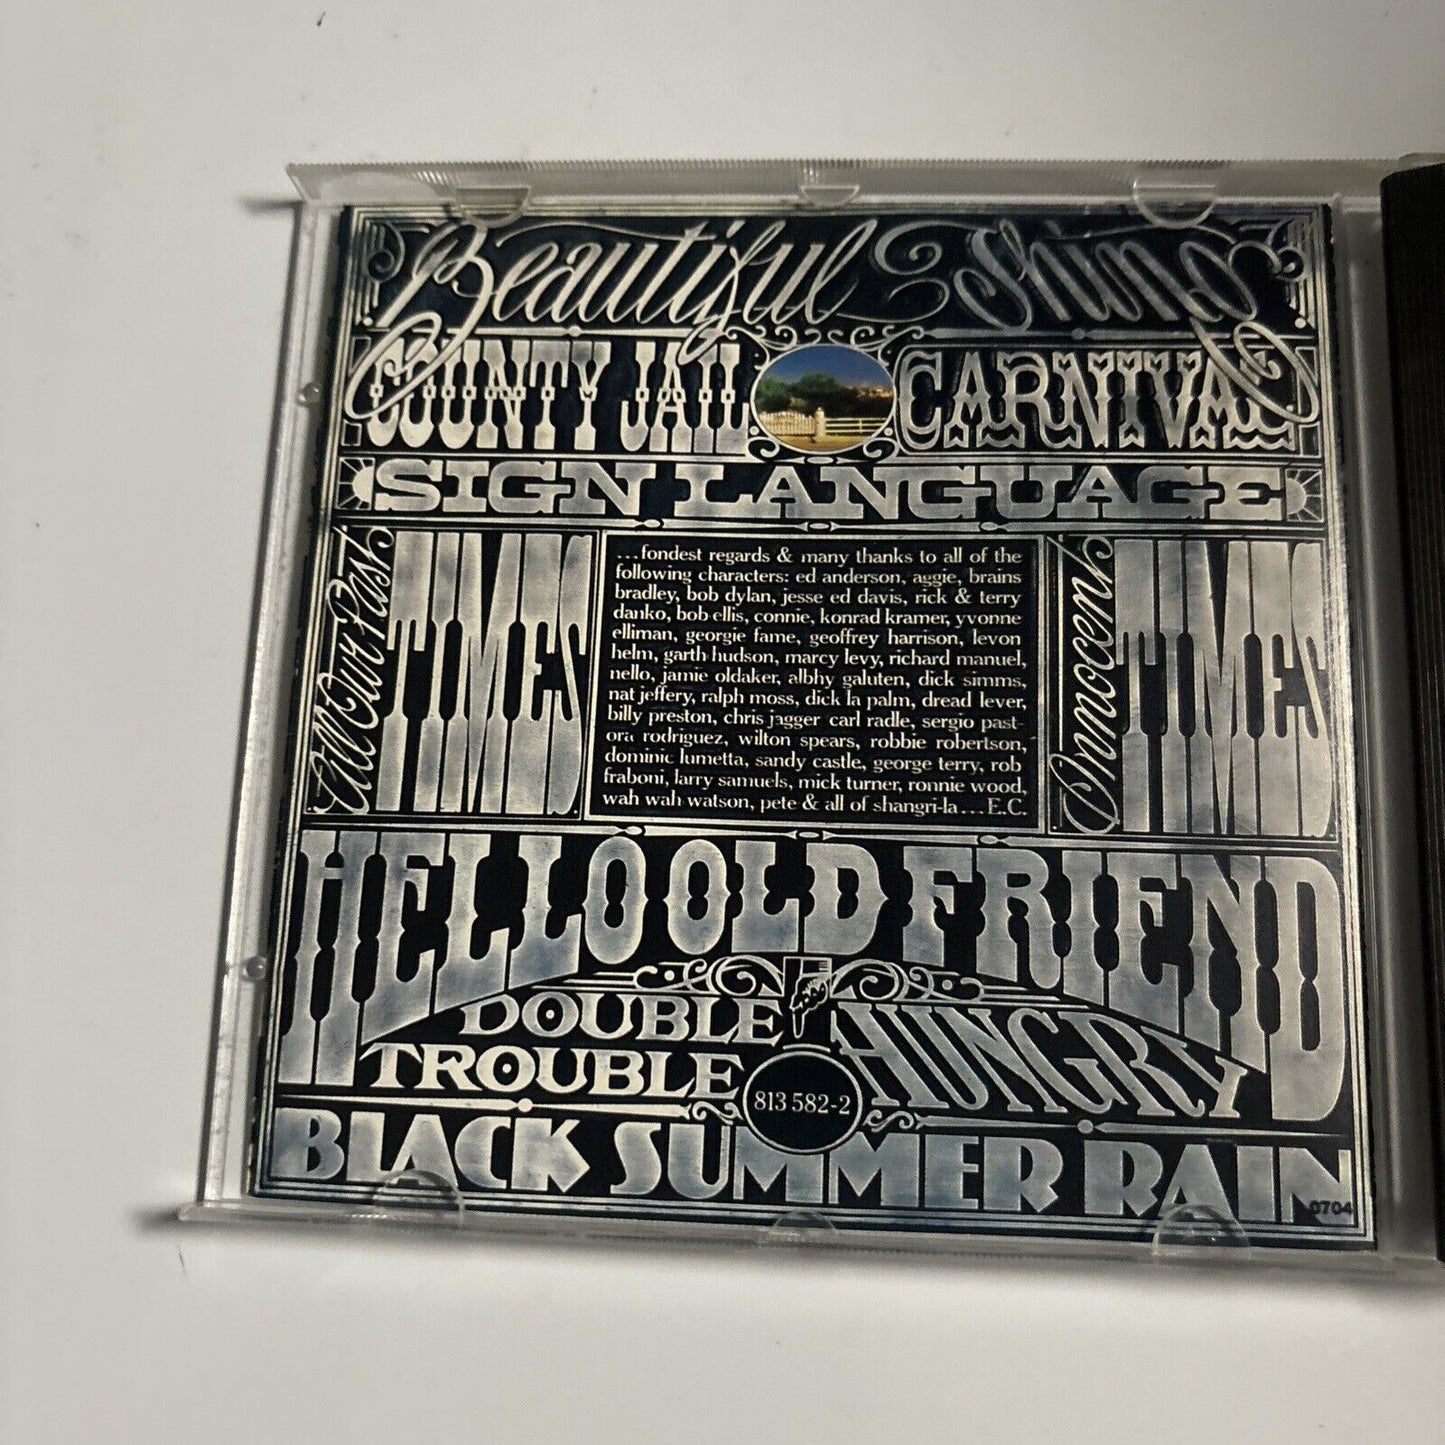 Beautiful Thing
COUNTY JAIL
CARNIVAL
SIGN LANGUAGE
All Our Past
TIMES
...fondest regards & many thanks to all of the
following characters: ed anderson, aggie, brains
bradley, bob dylan, jesse ed davis, rick & terry
danko, bob ellis, connie, konrad kramer, yvonne
elliman, georgie fame, geoffrey harrison, levon
helm, garth hudson, marcy levy, richard manuel,
nello, jamie oldaker, albhy galuten, dick simms,
nat jeffery, ralph moss, dick la palm, dread lever,
billy preston, chris jagger carl radle, sergio past-
ora rodriguez, wilton spears, robbie robertson,
dominic lumetta, sandy castle, george terry, rob
fraboni, larry samuels, mick turner, ronnie wood,
wah wah watson, pete & all of shangri-la... E.C.
Innocent
TIMES
HELLO OLD FRIEND
DOUBLE
TROUBLE
HUNGRY
813 582-2
BLACK SUMMER RAIN
0704